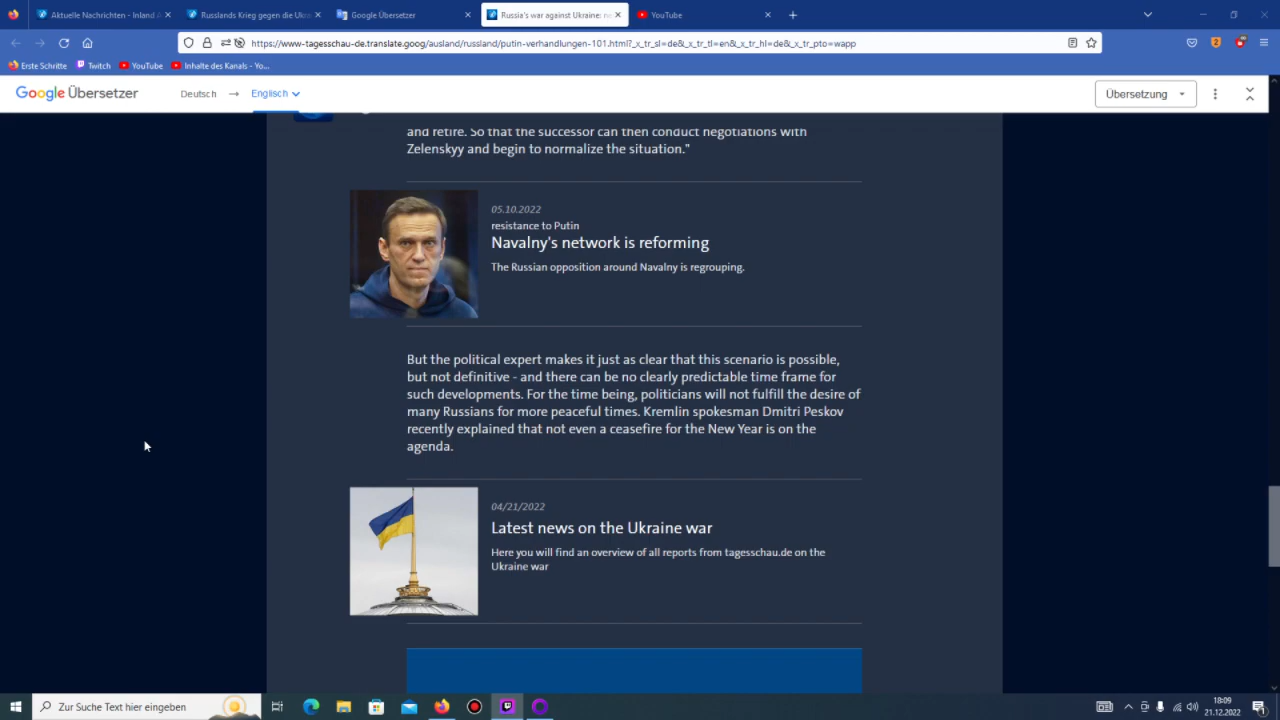 Aktuelle Nachrichten - Inland A
Russlands Krieg gegen die Ukra
Google Übersetzer
Russia's war against Ukraine: ne
YouTube
https://www-tagesschau-de.translate.goog/ausland/russland/putin-verhandlungen-101.html?_x_tr_sl=de&_x_tr_tl=en&_x_tr_hl=de&_x_tr_pto=wapp
2
Erste Schritte
Twitch
YouTube
Inhalte des Kanals - Yo...
Google Übersetzer
Deutsch
Englisch
Übersetzung
and retire. So that the successor can then conduct negotiations with
Zelenskyy and begin to normalize the situation."
05.10.2022
resistance to Putin
Navalny's network is reforming
The Russian opposition around Navalny is regrouping.
But the political expert makes it just as clear that this scenario is possible,
but not definitive - and there can be no clearly predictable time frame for
such developments. For the time being, politicians will not fulfill the desire of
many Russians for more peaceful times. Kremlin spokesman Dmitri Peskov
recently explained that not even a ceasefire for the New Year is on the
agenda.
04/21/2022
Latest news on the Ukraine war
Here you will find an overview of all reports from tagesschau.de on the
Ukraine war
Zur Suche Text hier eingeben
18:09
21.12.2022
1